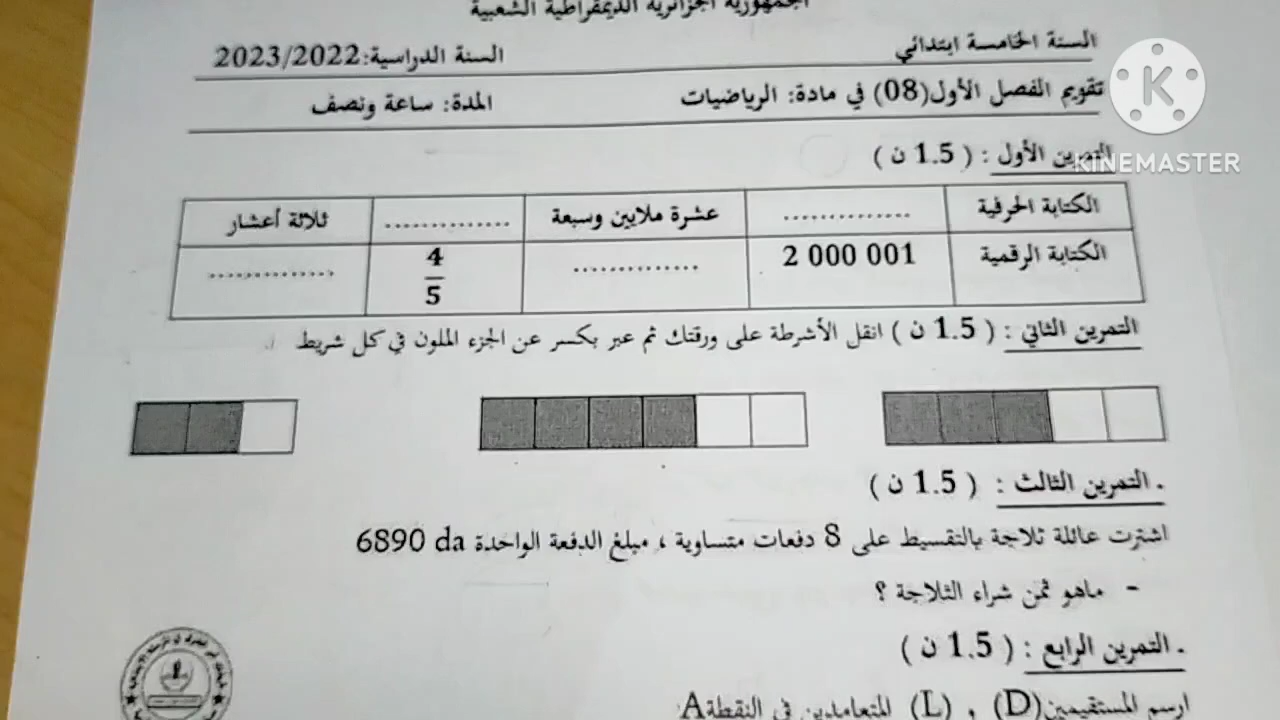 الجمهورية الجزائرية الديمقراطية الشعبية
السنة الخامسة ابتدائي
السنة الدراسية:2023/2022
تقويم الفصل الأول(08) في مادة: الرياضيات
المدة: ساعة ونصف
KINEMASTER
التمرين الأول : ( 1.5 ن )
الكتابة الحرفية ............... عشرة ملايين وسبعة ............... ثلاثة أعشار
الكتابة الرقمية 2 000 001 ............... 4/5 ...............
التمرين الثاني : ( 1.5 ن ) انقل الأشرطة على ورقتك ثم عبر بكسر عن الجزء الملون في كل شريط .
. التمرين الثالث : ( 1.5 ن )
اشترت عائلة ثلاجة بالتقسيط على 8 دفعات متساوية ، مبلغ الدفعة الواحدة 6890 da
- ماهو ثمن شراء الثلاجة ؟
. التمرين الرابع : ( 1.5 ن )
ارسم المستقيمين(D) ، (L) المتعامدين في النقطةA